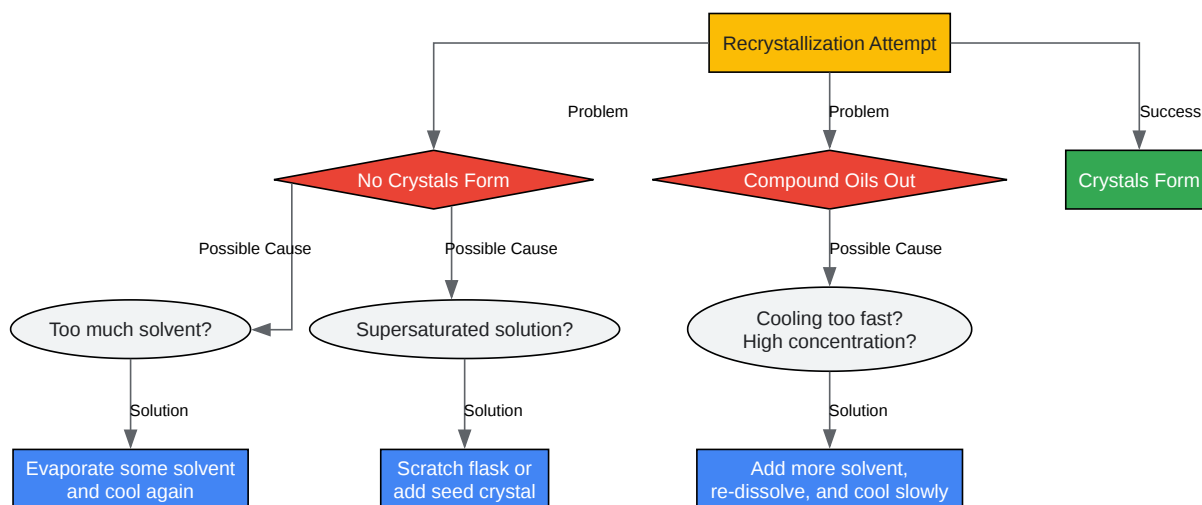 Recrystallization Attempt
Problem
Problem
Success
No Crystals Form
Compound Oils Out
Crystals Form
Possible Cause
Possible Cause
Possible Cause
Too much solvent?
Supersaturated solution?
Cooling too fast?
High concentration?
Solution
Solution
Solution
Evaporate some solvent
and cool again
Scratch flask or
add seed crystal
Add more solvent,
re-dissolve, and cool slowly